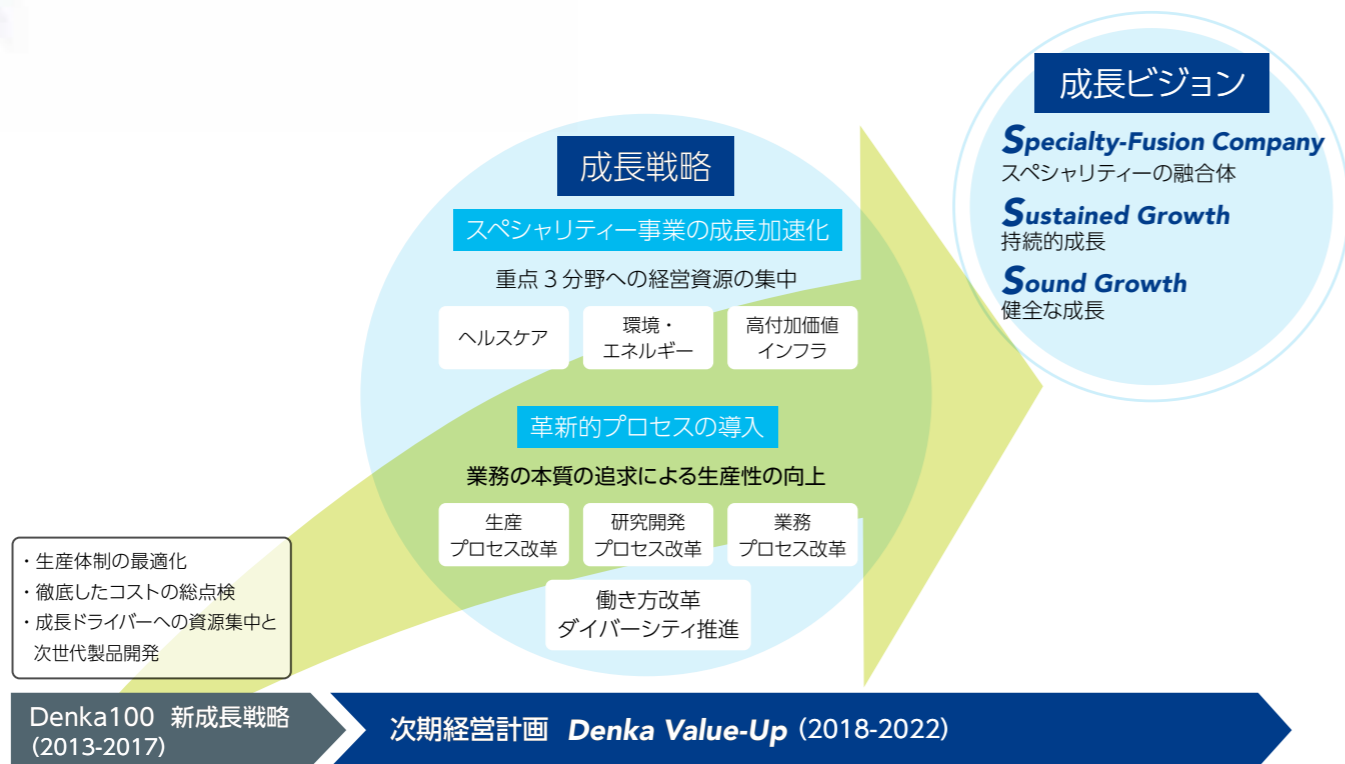 成長ビジョン
Specialty-Fusion Company
スペシャリティーの融合体
Sustained Growth
持続的成長
Sound Growth
健全な成長
成長戦略
スペシャリティー事業の成長加速化
重点3分野への経営資源の集中
ヘルスケア
環境・
エネルギー
高付加価値
インフラ
革新的プロセスの導入
業務の本質の追求による生産性の向上
生産
プロセス改革
研究開発
プロセス改革
業務
プロセス改革
働き方改革
ダイバーシティ推進
・生産体制の最適化
・徹底したコストの総点検
・成長ドライバーへの資源集中と
次世代製品開発
Denka100 新成長戦略
(2013-2017)
次期経営計画 Denka Value-Up (2018-2022)